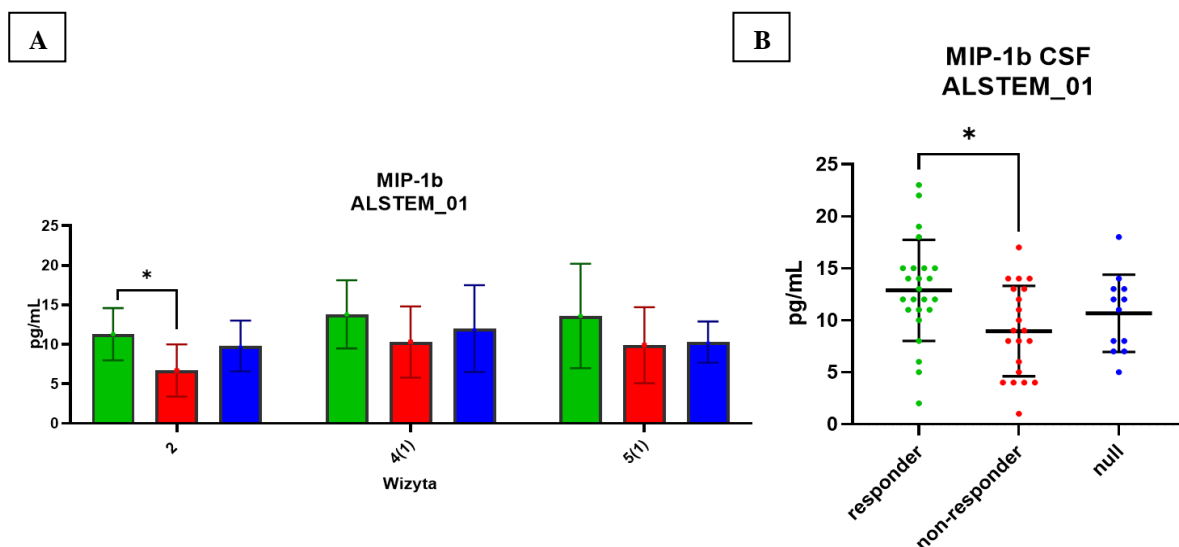 A
MIP-1b
ALSTEM_01
25
20
15
10
5
0
pg/mL
*
2
4(1)
5(1)
Wizyta
B
MIP-1b CSF
ALSTEM_01
*
25
20
15
10
5
0
pg/mL
responder
non-responder
null